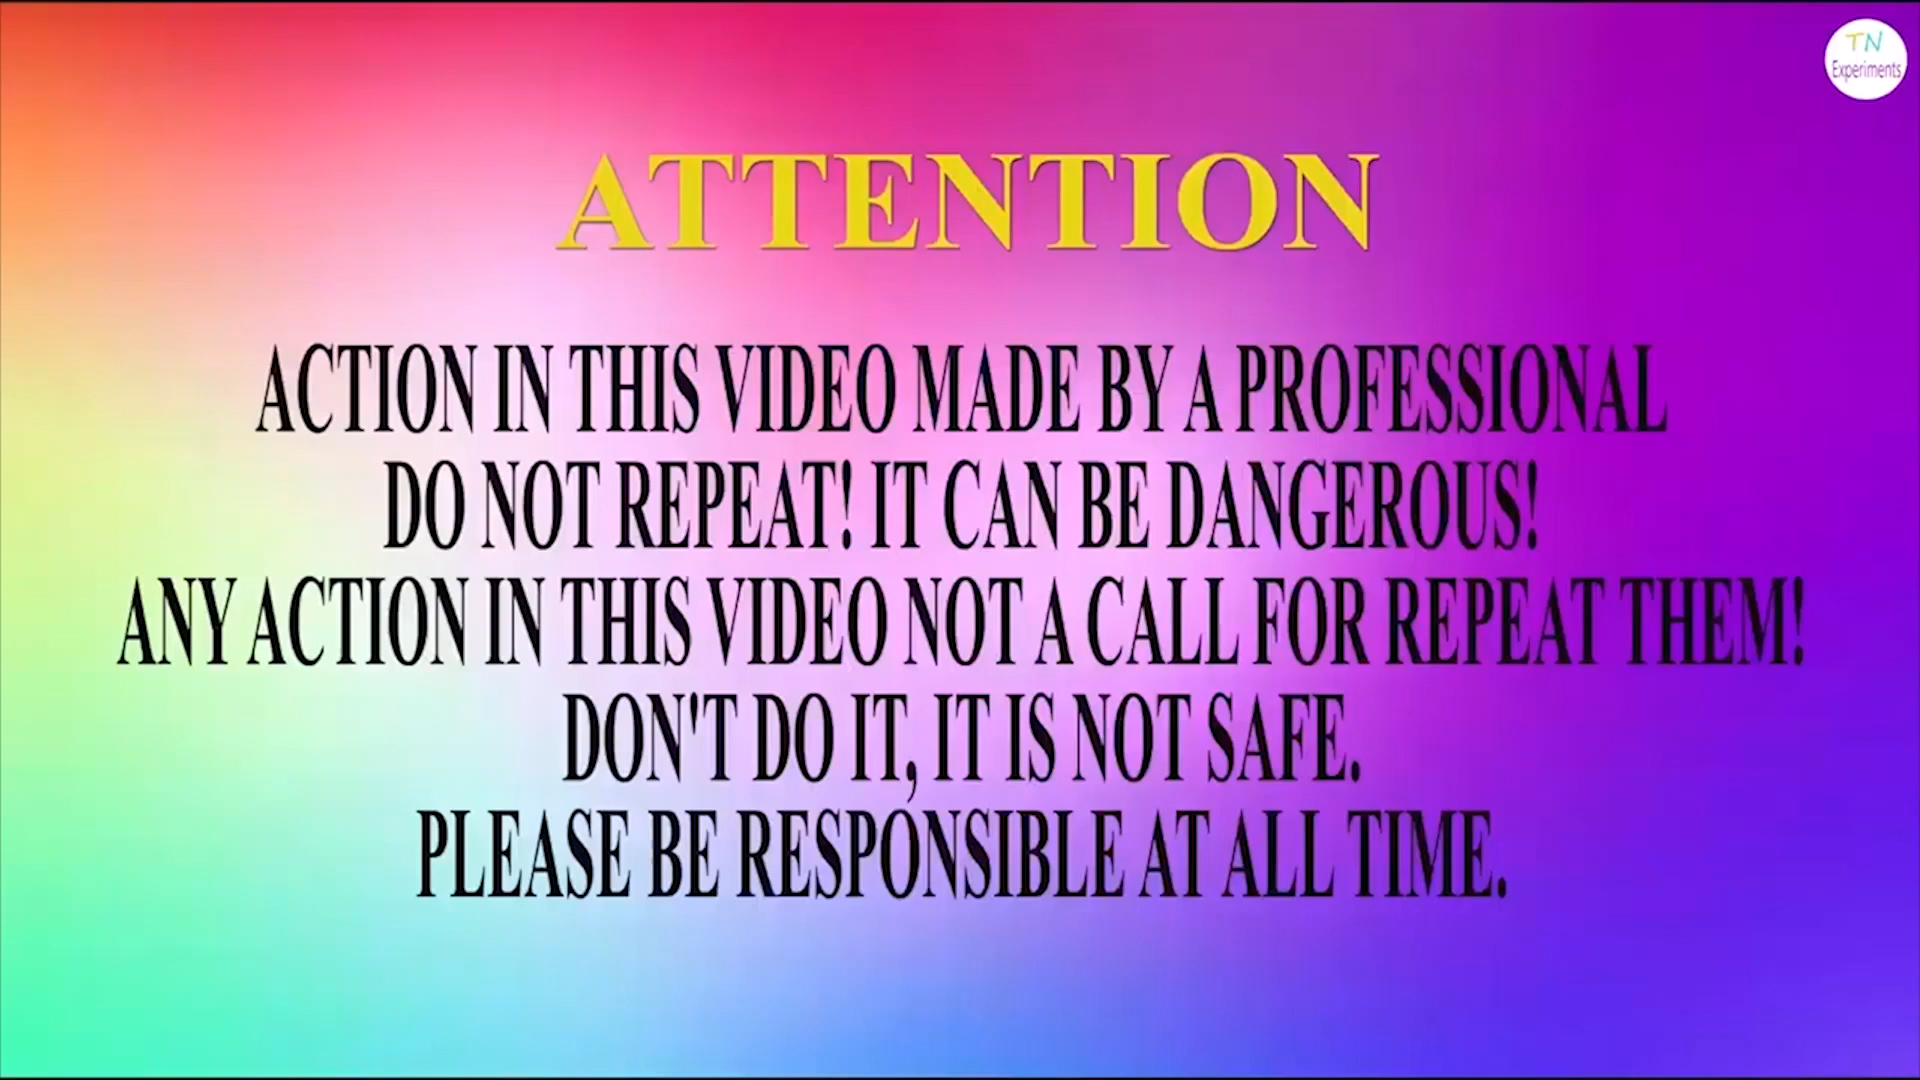 TN
Experiments
ATTENTION
ACTION IN THIS VIDEO MADE BY A PROFESSIONAL
DO NOT REPEAT! IT CAN BE DANGEROUS!
ANY ACTION IN THIS VIDEO NOT A CALL FOR REPEAT THEM!
DON'T DO IT, IT IS NOT SAFE.
PLEASE BE RESPONSIBLE AT ALL TIME.